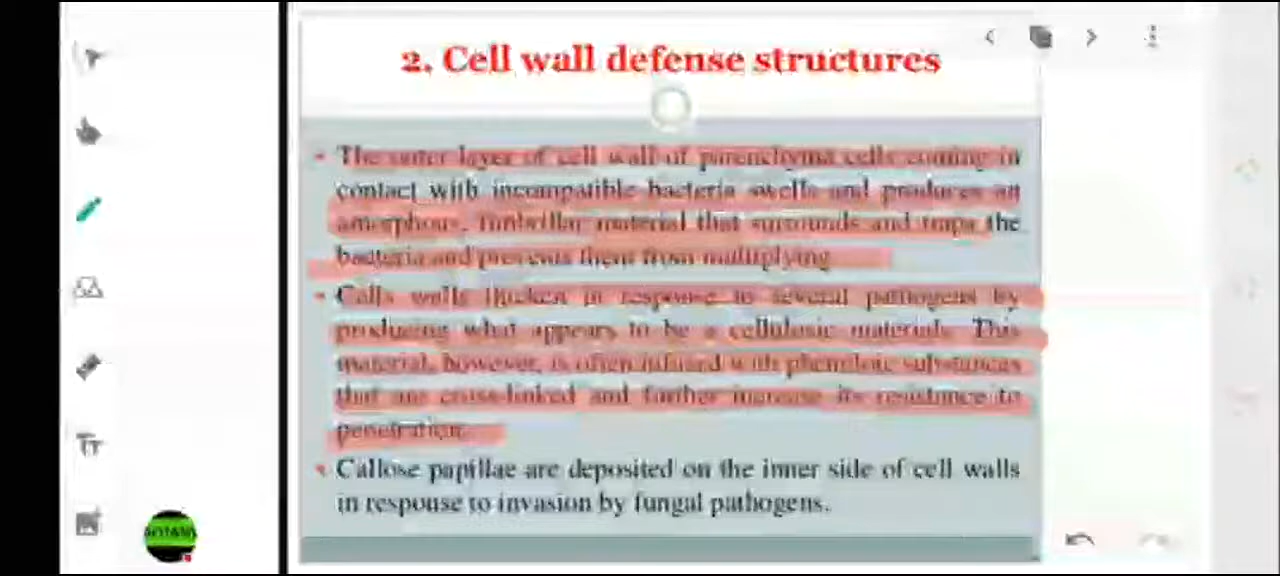 2. Cell wall defense structures
• The outer layer of cell wall of parenchyma cells coming in
contact with incompatible bacteria swells and produces an
amorphous, material that surrounds and traps the
bacteria and prevents them from multiplying.
• Cells walls thicken in response to several pathogens by
producing what appears to be a cellulosic materials. This
material, however, is often infused with phenolic substances
that are cross-linked and further increase its resistance to
penetration.
• Callose papillae are deposited on the inner side of cell walls
in response to invasion by fungal pathogens.
TT